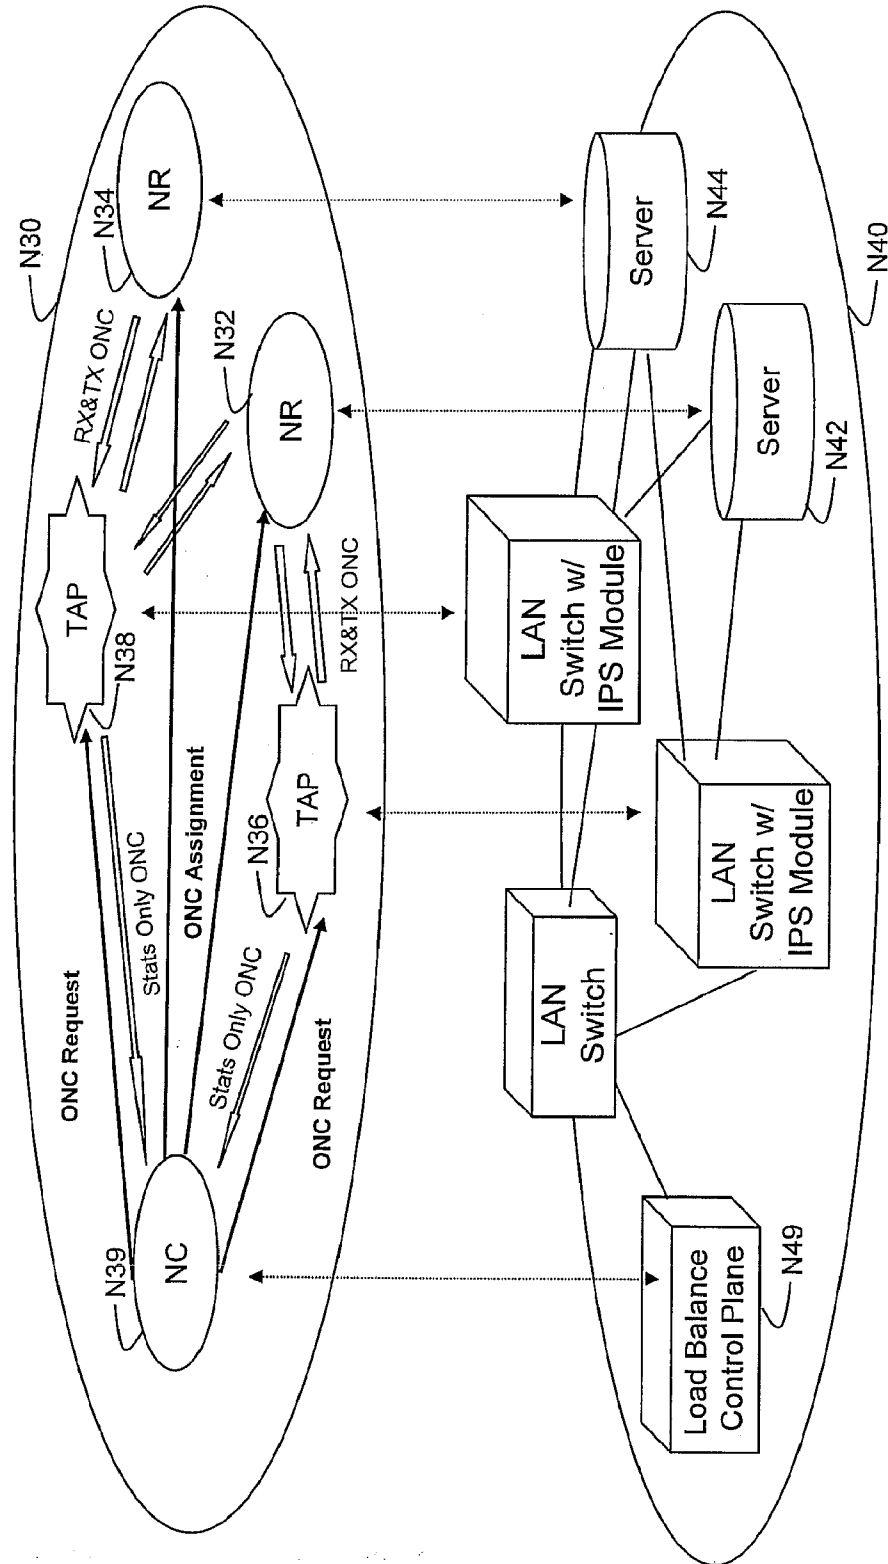 N30
N34
NR
RX&TX ONC
N32
NR
TAP
N38
RX&TX ONC
ONC Assignment
N36
TAP
Stats Only ONC
ONC Request
Stats Only ONC
ONC Request
N39
NC
Server
N44
Server
N42
N40
LAN
Switch w/
IPS Module
LAN
Switch w/
IPS Module
LAN
Switch
Load Balance
Control Plane
N49